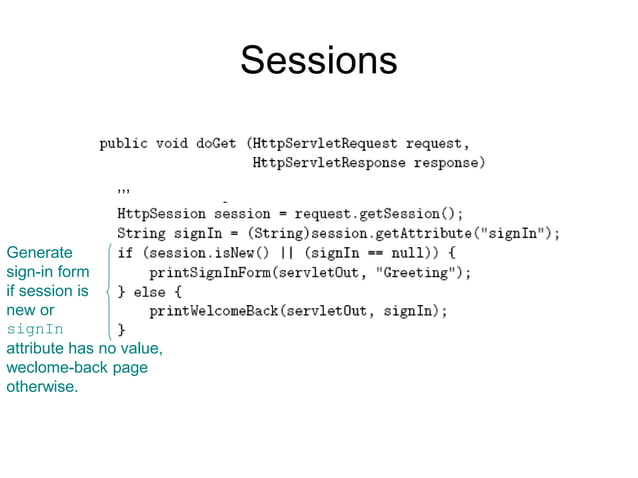 Sessions
public void doGet (HttpServletRequest request,
HttpServletResponse response)
,,,
HttpSession session = request.getSession();
String signIn = (String)session.getAttribute("signIn");
if (session.isNew() || (signIn == null)) {
printSignInForm(servletOut, "Greeting");
} else {
printWelcomeBack(servletOut, signIn);
}
Generate
sign-in form
if session is
new or
signIn
attribute has no value,
weclome-back page
otherwise.